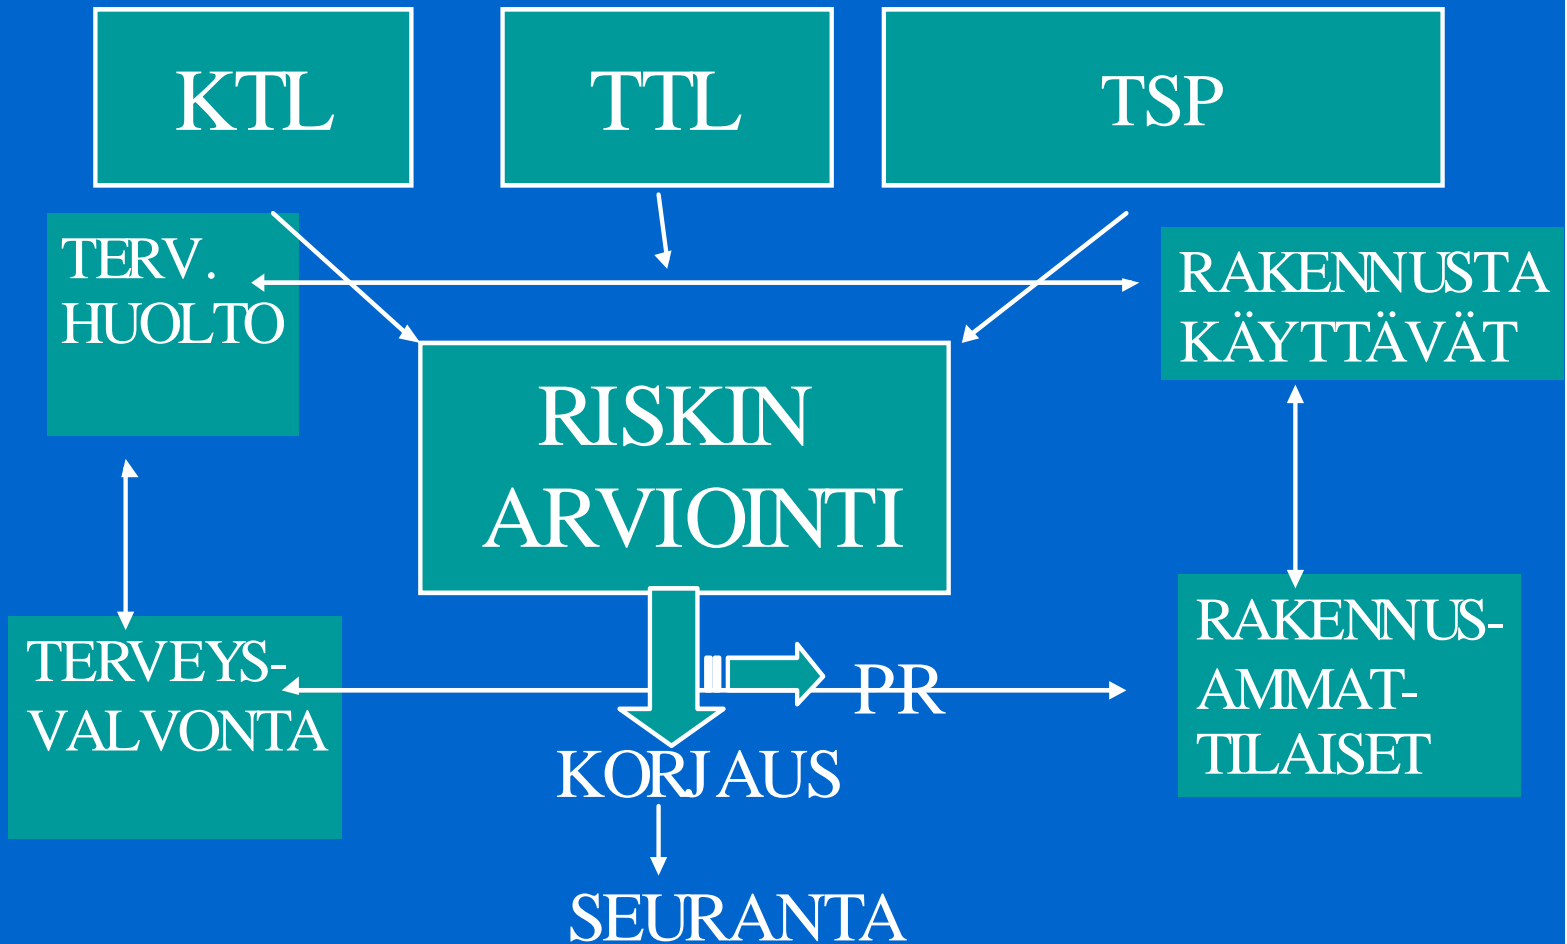 KTL
TTL
TSP
TERV.
HUOLTO
RAKENNUSTA
KÄYTTÄVÄT
RISKIN
ARVIOINTI
TERVEYS-
VALVONTA
PR
RAKENNUS-
AMMAT-
TILAISET
KORJAUS
SEURANTA